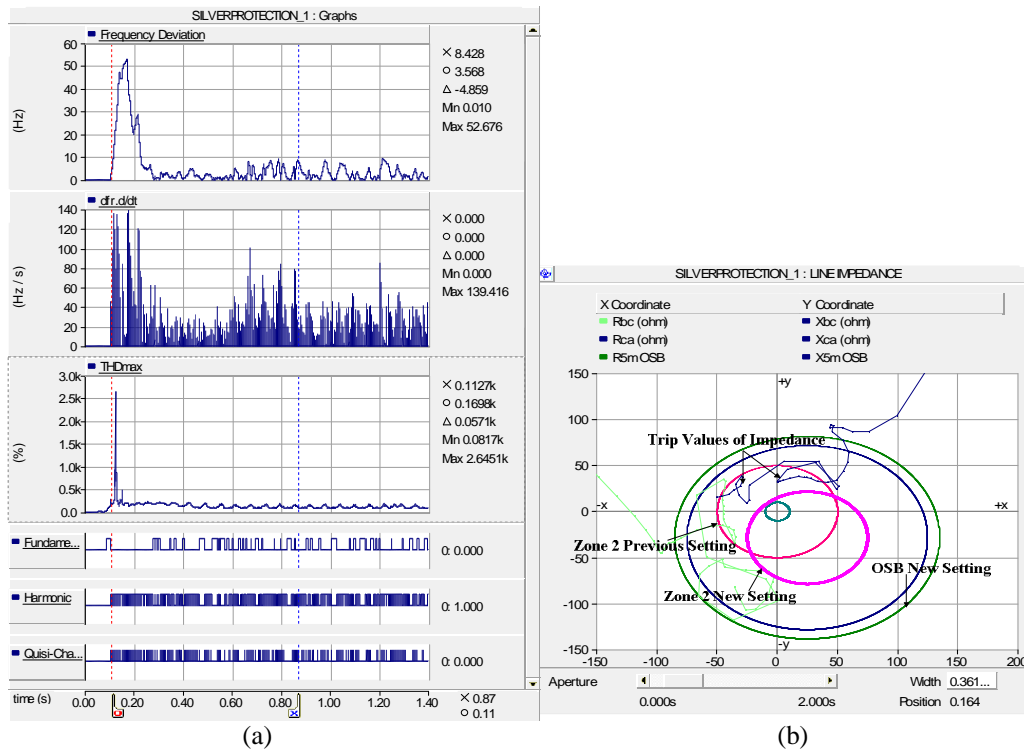 SILVERPROTECTION_1 : Graphs
Frequency Deviation
60
50
40
30
20
10
0
(Hz)
× 8.428
○ 3.568
Δ -4.859
Min 0.010
Max 52.676
dfr.d/dt
140
120
100
80
60
40
20
0
(Hz / s)
× 0.000
○ 0.000
Δ 0.000
Min 0.000
Max 139.416
THDmax
3.0k
2.5k
2.0k
1.5k
1.0k
0.5k
0.0
(%)
× 0.1127k
○ 0.1698k
Δ 0.0571k
Min 0.0817k
Max 2.6451k
Fundame...
0: 0.000
Harmonic
0: 1.000
Quisi-Cha...
0: 0.000
time (s)
0.00 0.20 0.40 0.60 0.80 1.00 1.20 1.40
× 0.87
○ 0.11
(a)
SILVERPROTECTION_1 : LINE IMPEDANCE
X Coordinate Y Coordinate
Rbc (ohm) Xbc (ohm)
Rca (ohm) Xca (ohm)
R5m OSB X5m OSB
150
100
50
0
-50
-100
-150
+y
-x
+x
-y
Trip Values of Impedance
Zone 2 Previous Setting
OSB New Setting
Zone 2 New Setting
-150 -100 -50 0 50 100 150 200
Aperture
0.000s 2.000s
Width 0.361...
Position 0.164
(b)